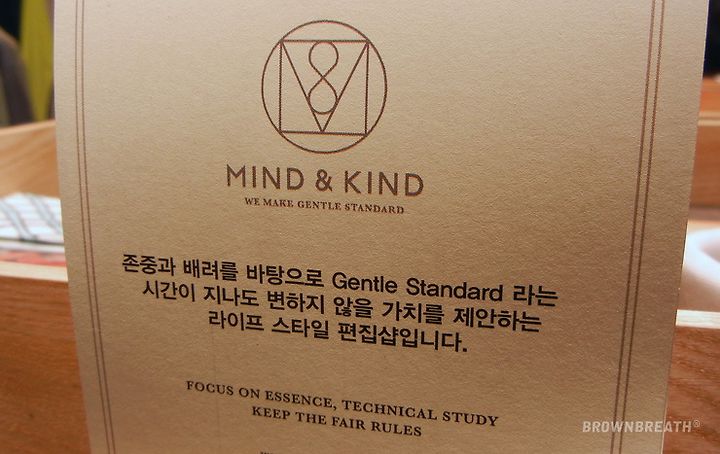 MIND & KIND
WE MAKE GENTLE STANDARD
존중과 배려를 바탕으로 Gentle Standard 라는
시간이 지나도 변하지 않을 가치를 제안하는
라이프 스타일 편집샵입니다.
FOCUS ON ESSENCE, TECHNICAL STUDY
KEEP THE FAIR RULES
BROWNBREATH®